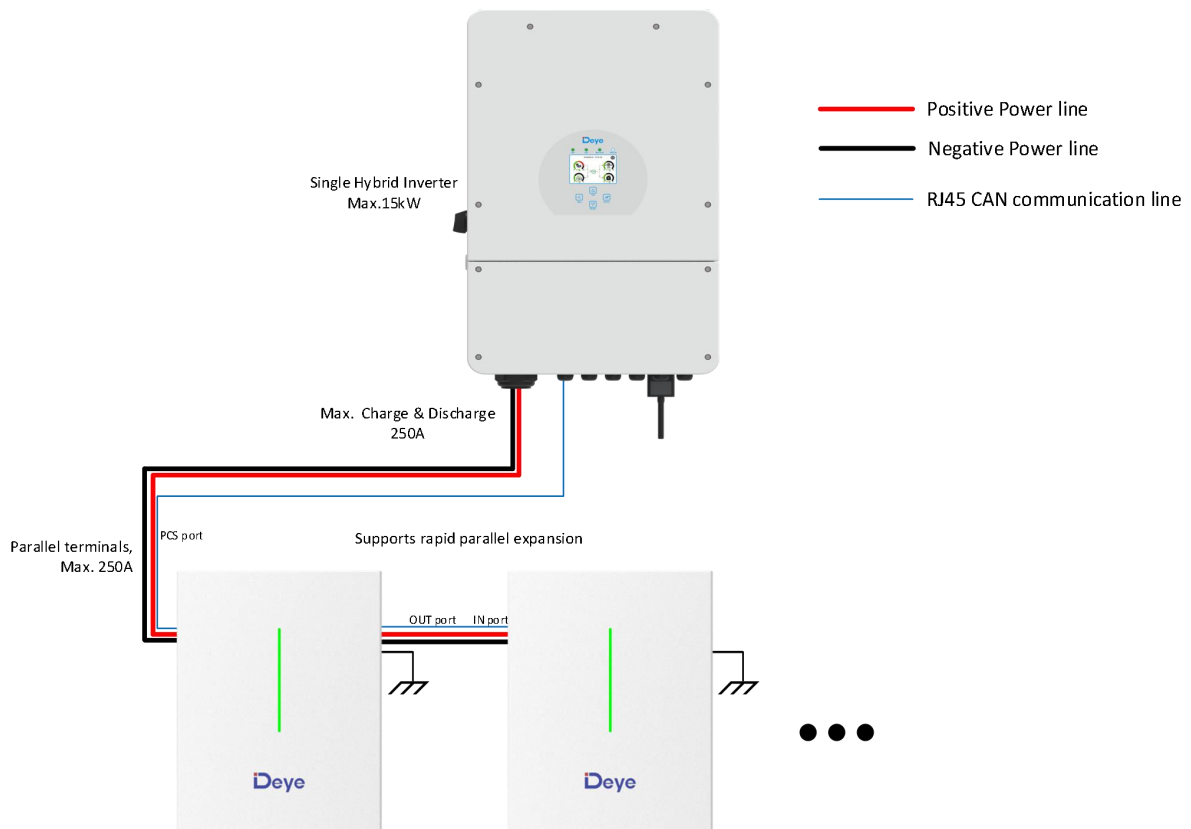 Deye
Positive Power line
Negative Power line
RJ45 CAN communication line
Single Hybrid Inverter
Max.15kW
Max. Charge & Discharge
250A
PCS port
Supports rapid parallel expansion
Parallel terminals,
Max. 250A
OUT port
IN port
Deye
Deye